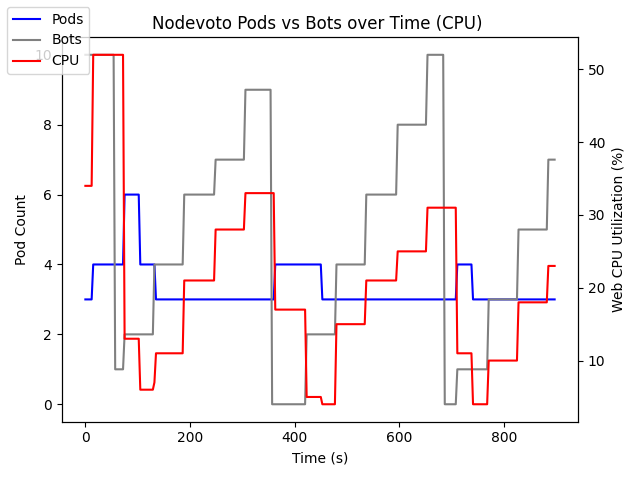 Nodevoto Pods vs Bots over Time (CPU)
Pods
Bots
CPU
10
8
6
4
2
0
Pod Count
50
40
30
20
10
Web CPU Utilization (%)
0 200 400 600 800
Time (s)